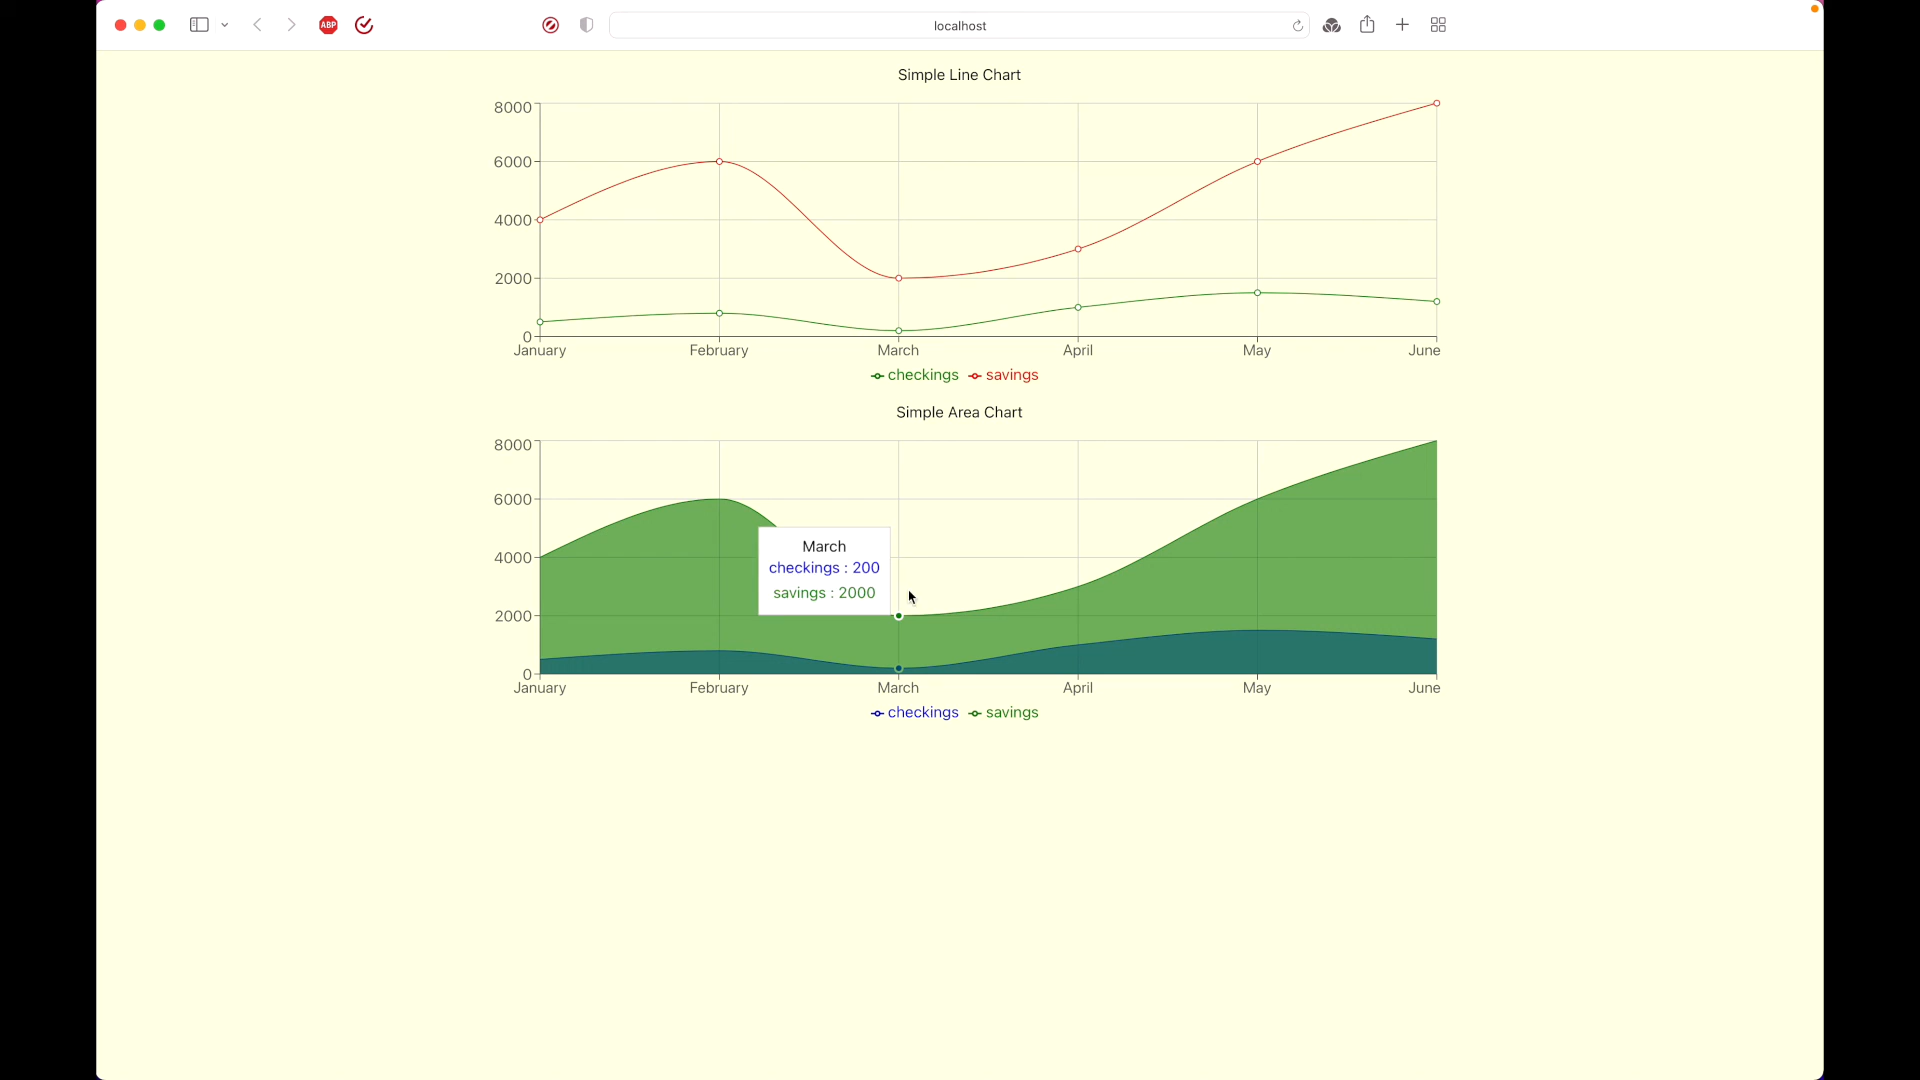 ABP
localhost
Simple Line Chart
8000
6000
4000
2000
0
January February March April May June
checkings savings
Simple Area Chart
8000
6000
4000
2000
0
March
checkings : 200
savings : 2000
January February March April May June
checkings savings